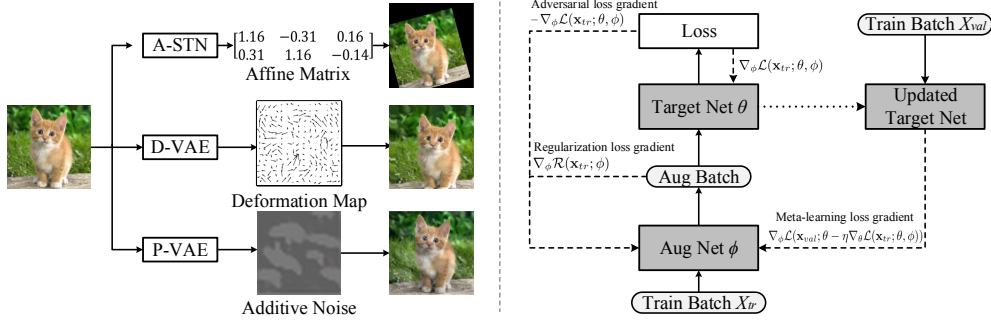 A-STN
[1.16 −0.31 0.16
0.31 1.16 −0.14]
Affine Matrix
D-VAE
Deformation Map
P-VAE
Additive Noise
Adversarial loss gradient
−∇ϕL(x_tr; θ, ϕ)
Loss
∇ϕL(x_tr; θ, ϕ)
Train Batch X_val
Target Net θ
Updated
Target Net
Regularization loss gradient
∇ϕR(x_tr; ϕ)
Aug Batch
Meta-learning loss gradient
∇ϕL(x_val; θ − η∇θL(x_tr; θ, ϕ))
Aug Net ϕ
Train Batch X_tr